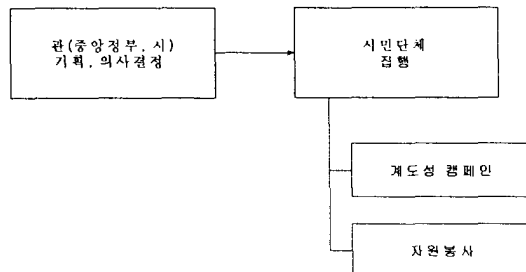 관(중앙정부, 시)
기획, 의사결정
시민단체
집행
계도성 캠페인
자원봉사